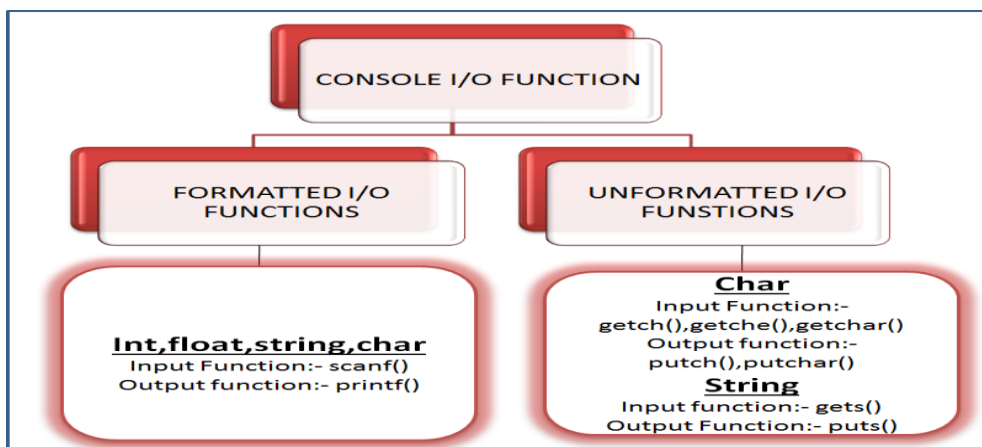 CONSOLE I/O FUNCTION
FORMATTED I/O
FUNCTIONS
UNFORMATTED I/O
FUNSTIONS
Int,float,string,char
Input Function:- scanf()
Output function:- printf()
Char
Input Function:-
getch(),getche(),getchar()
Output function:-
putch(),putchar()
String
Input function:- gets()
Output Function:- puts()